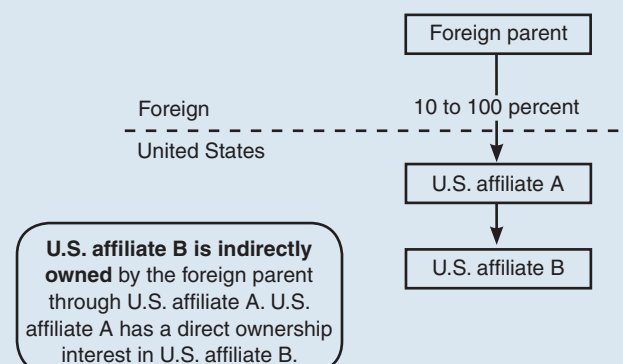 Foreign parent
Foreign
10 to 100 percent
United States
U.S. affiliate A
U.S. affiliate B
U.S. affiliate B is indirectly
owned by the foreign parent
through U.S. affiliate A. U.S.
affiliate A has a direct ownership
interest in U.S. affiliate B.